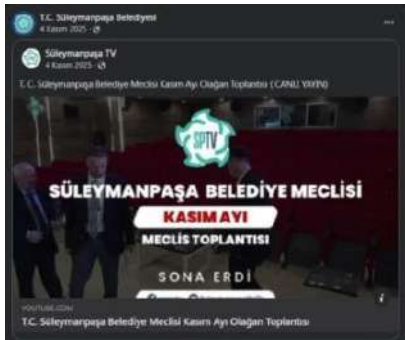 T.C. Süleymanpaşa Belediyesi
4 Kasım 2025
Süleymanpaşa TV
4 Kasım 2025
T. C. Süleymanpaşa Belediye Meclisi Kasım Ayı Olağan Toplantısı ( CANLI YAYIN)
SPTV
SÜLEYMANPAŞA BELEDİYE MECLİSİ
KASIM AYI
MECLİS TOPLANTISI
SONA ERDİ
YOUTUBE.COM
T.C. Süleymanpaşa Belediye Meclisi Kasım Ayı Olağan Toplantısı